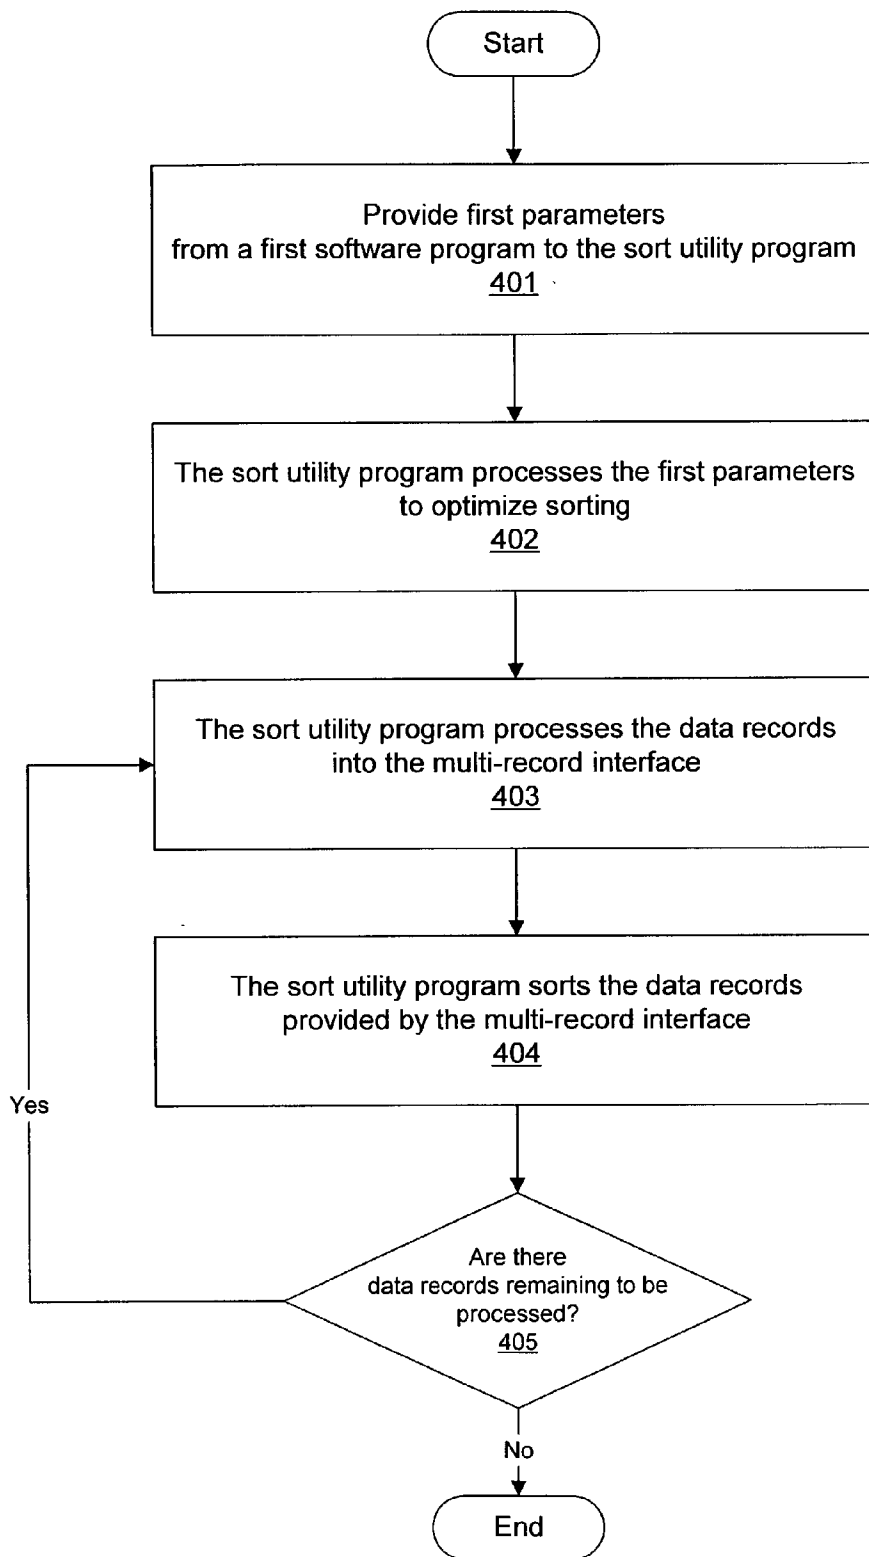 Start
Provide first parameters
from a first software program to the sort utility program
401
The sort utility program processes the first parameters
to optimize sorting
402
The sort utility program processes the data records
into the multi-record interface
403
The sort utility program sorts the data records
provided by the multi-record interface
404
Yes
Are there
data records remaining to be
processed?
405
No
End